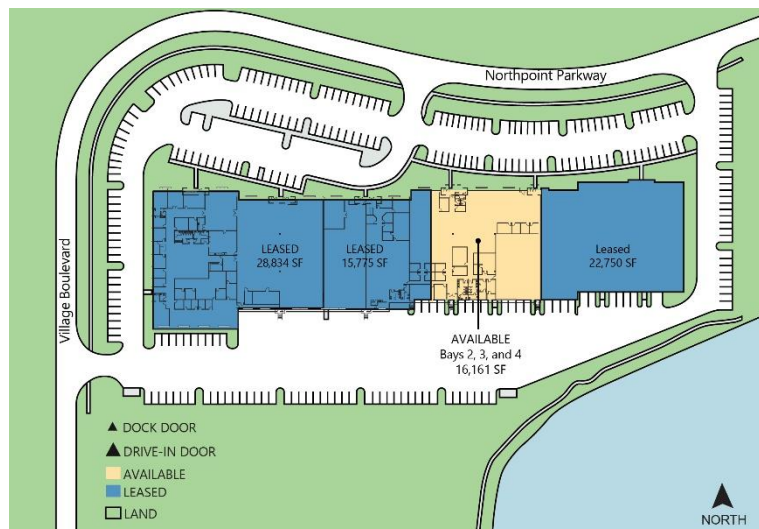 Northpoint Parkway
Village Boulevard
LEASED
28,834 SF
LEASED
15,775 SF
Leased
22,750 SF
AVAILABLE
Bays 2, 3, and 4
16,161 SF
DOCK DOOR
DRIVE-IN DOOR
AVAILABLE
LEASED
LAND
NORTH